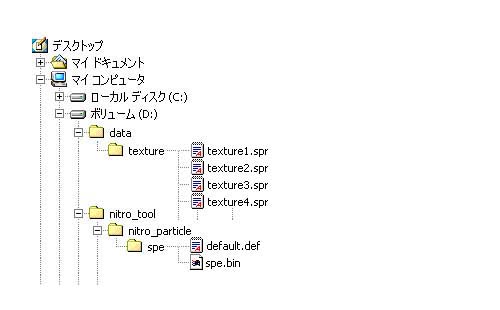 デスクトップ
マイ ドキュメント
マイ コンピュータ
ローカル ディスク (C:)
ボリューム (D:)
data
texture
texture1.spr
texture2.spr
texture3.spr
texture4.spr
nitro_tool
nitro_particle
spe
default.def
spe.bin